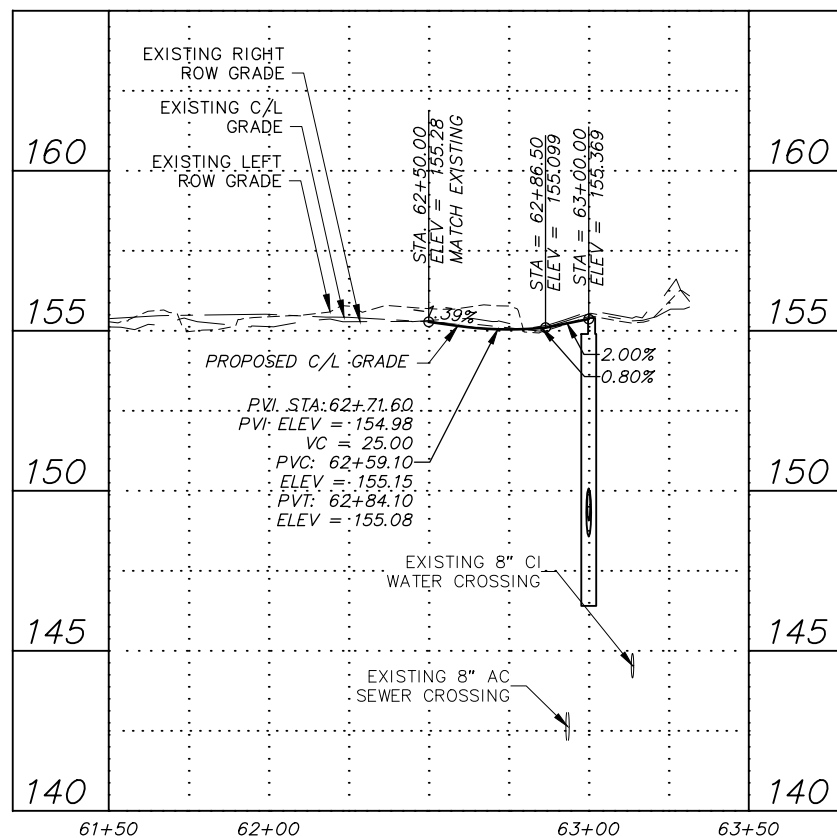 EXISTING RIGHT
ROW GRADE
EXISTING C/L
GRADE
EXISTING LEFT
ROW GRADE
160
160
STA. 62+50.00
ELEV = 155.28
MATCH EXISTING
STA = 62+86.50
ELEV = 155.099
STA = 63+00.00
ELEV = 155.369
155
155
.39%
PROPOSED C/L GRADE
2.00%
0.80%
PVI STA: 62+71.60
PVI ELEV = 154.98
VC = 25.00
PVC: 62+59.10
ELEV = 155.15
PVT: 62+84.10
ELEV = 155.08
150
150
EXISTING 8" CI
WATER CROSSING
145
145
EXISTING 8" AC
SEWER CROSSING
140
140
61+50
62+00
63+00
63+50